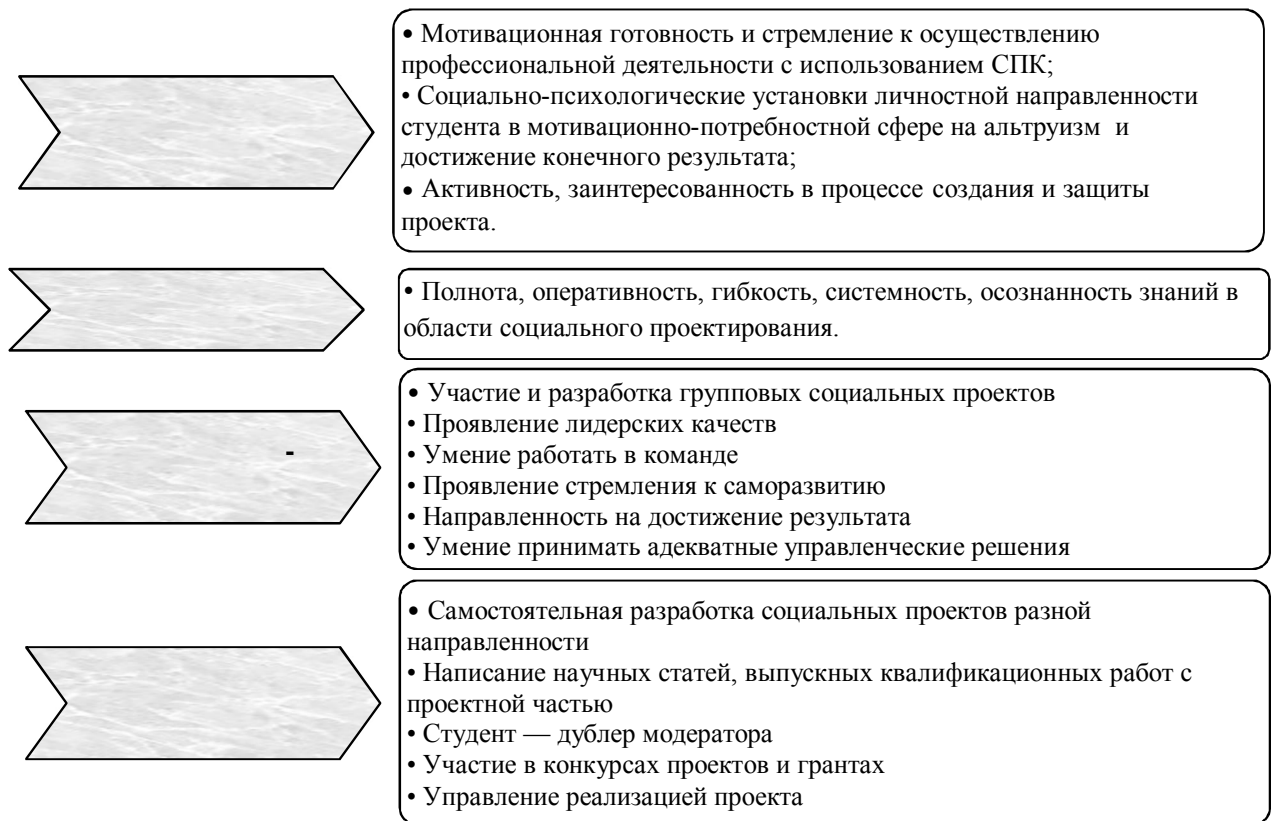 • Мотивационная готовность и стремление к осуществлению
профессиональной деятельности с использованием СПК;
• Социально-психологические установки личностной направленности
студента в мотивационно-потребностной сфере на альтруизм и
достижение конечного результата;
• Активность, заинтересованность в процессе создания и защиты
проекта.
• Полнота, оперативность, гибкость, системность, осознанность знаний в
области социального проектирования.
-
• Участие и разработка групповых социальных проектов
• Проявление лидерских качеств
• Умение работать в команде
• Проявление стремления к саморазвитию
• Направленность на достижение результата
• Умение принимать адекватные управленческие решения
• Самостоятельная разработка социальных проектов разной
направленности
• Написание научных статей, выпускных квалификационных работ с
проектной частью
• Студент — дублер модератора
• Участие в конкурсах проектов и грантах
• Управление реализацией проекта